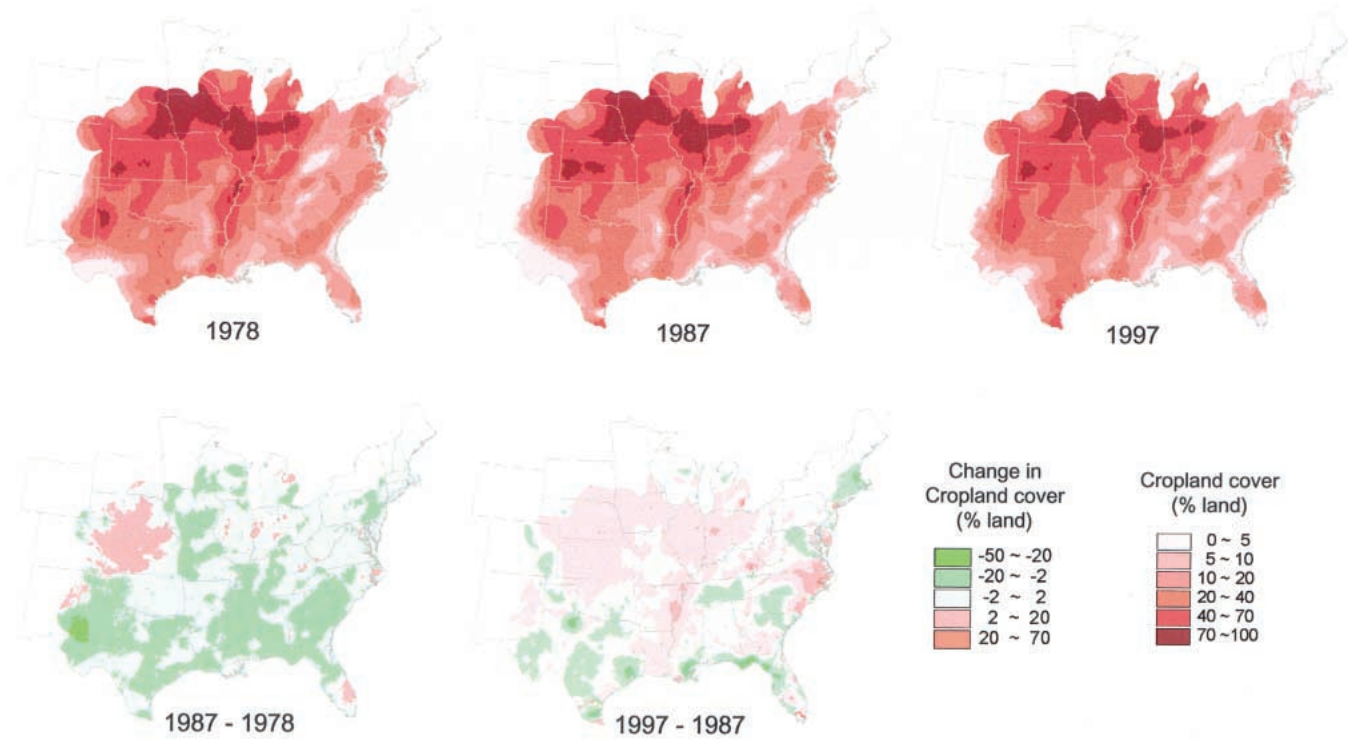 1978
1987
1997
1987 - 1978
1997 - 1987
Change in
Cropland cover
(% land)
-50 ~ -20
-20 ~ -2
-2 ~ 2
2 ~ 20
20 ~ 70
Cropland cover
(% land)
0 ~ 5
5 ~ 10
10 ~ 20
20 ~ 40
40 ~ 70
70 ~100